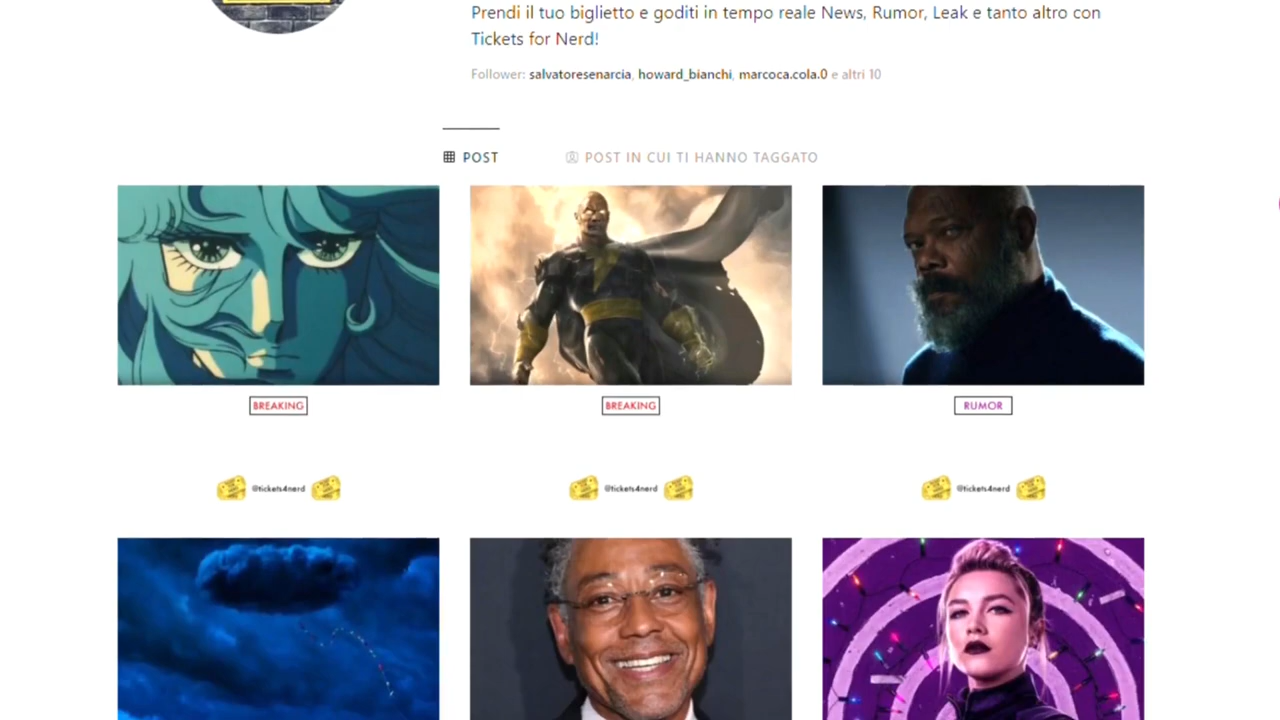 Prendi il tuo biglietto e goditi in tempo reale News, Rumor, Leak e tanto altro con
Tickets for Nerd!
Follower: salvatoresenarcia, howard_bianchi, marcoca.cola.0 e altri 10
POST
POST IN CUI TI HANNO TAGGATO
BREAKING
BREAKING
RUMOR
@tickets4nerd
@tickets4nerd
@tickets4nerd